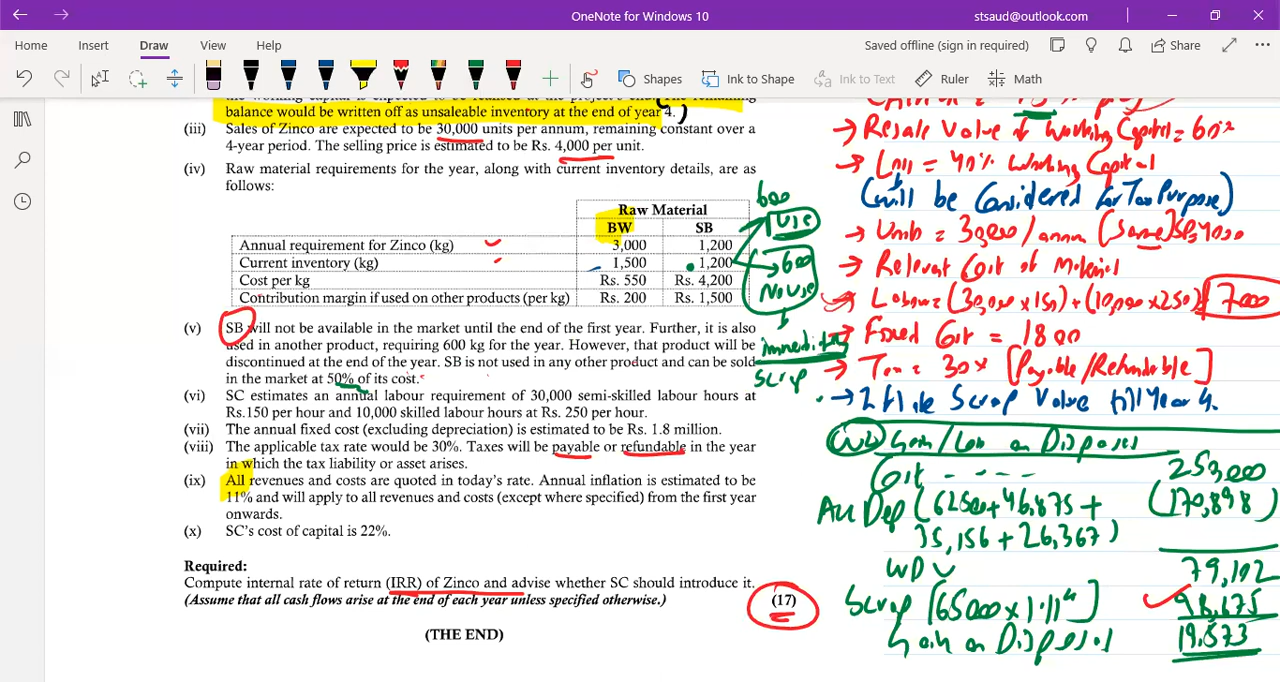 OneNote for Windows 10
stsaud@outlook.com
Home Insert Draw View Help
Saved offline (sign in required) Share
Shapes Ink to Shape Ink to Text Ruler Math
balance would be written off as unsaleable inventory at the end of year 4.)
(iii) Sales of Zinco are expected to be 30,000 units per annum, remaining constant over a
4-year period. The selling price is estimated to be Rs. 4,000 per unit.
(iv) Raw material requirements for the year, along with current inventory details, are as
follows:
Raw Material
BW SB
Annual requirement for Zinco (kg) 3,000 1,200
Current inventory (kg) 1,500 1,200
Cost per kg Rs. 550 Rs. 4,200
Contribution margin if used on other products (per kg) Rs. 200 Rs. 1,500
600
use
600
No use
immediately
Scrap
(v) SB will not be available in the market until the end of the first year. Further, it is also
used in another product, requiring 600 kg for the year. However, that product will be
discontinued at the end of the year. SB is not used in any other product and can be sold
in the market at 50% of its cost.
(vi) SC estimates an annual labour requirement of 30,000 semi-skilled labour hours at
Rs.150 per hour and 10,000 skilled labour hours at Rs. 250 per hour.
(vii) The annual fixed cost (excluding depreciation) is estimated to be Rs. 1.8 million.
(viii) The applicable tax rate would be 30%. Taxes will be payable or refundable in the year
in which the tax liability or asset arises.
(ix) All revenues and costs are quoted in today's rate. Annual inflation is estimated to be
11% and will apply to all revenues and costs (except where specified) from the first year
onwards.
(x) SC's cost of capital is 22%.
Required:
Compute internal rate of return (IRR) of Zinco and advise whether SC should introduce it.
(Assume that all cash flows arise at the end of each year unless specified otherwise.)
(17)
(THE END)
→ Resale Value of Working Capital = 60%
→ Loss = 40% Working Capital
(will be Considered for Tax Purpose)
→ Units = 30,000/annum (Same) SP 4000
→ Relevant Cost of Material
→ Labour = (30,000 x 150) + (10,000 x 250) = 7000
→ Fixed Cost = 1800
→ Tax = 30% [Payable/Refundable]
→ Inflate Scrap Value till Year 4.
Gain/Loss on Disposal
Cost - - - - 253,000
Acc Dep (62500 + 46,875 + (170,898)
35,156 + 26,367)
WDV 79,102
Scrap [65000 x 1.11⁴] 98,675
Gain on Disposal 19,573